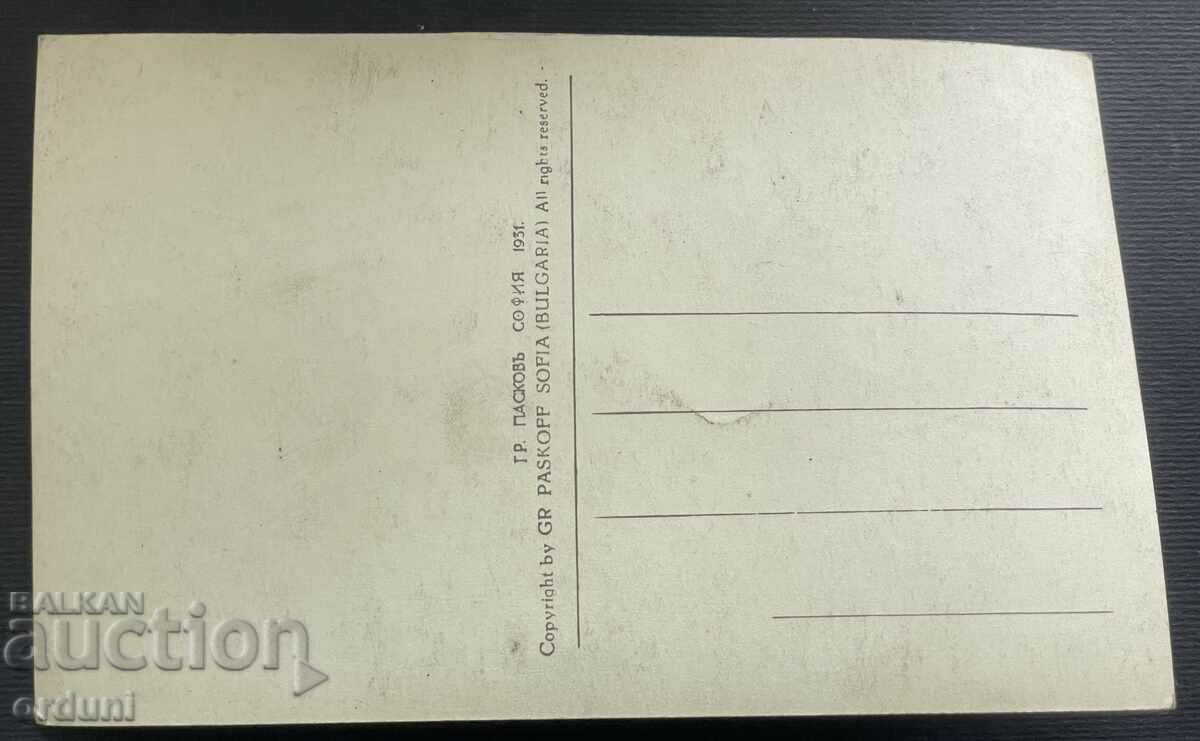 ГР. ПАСКОВЪ СОФИЯ 1931.
Copyright by GR PASKOFF SOFIA (BULGARIA) All rights reserved. -
BALKAN
auction
orduni